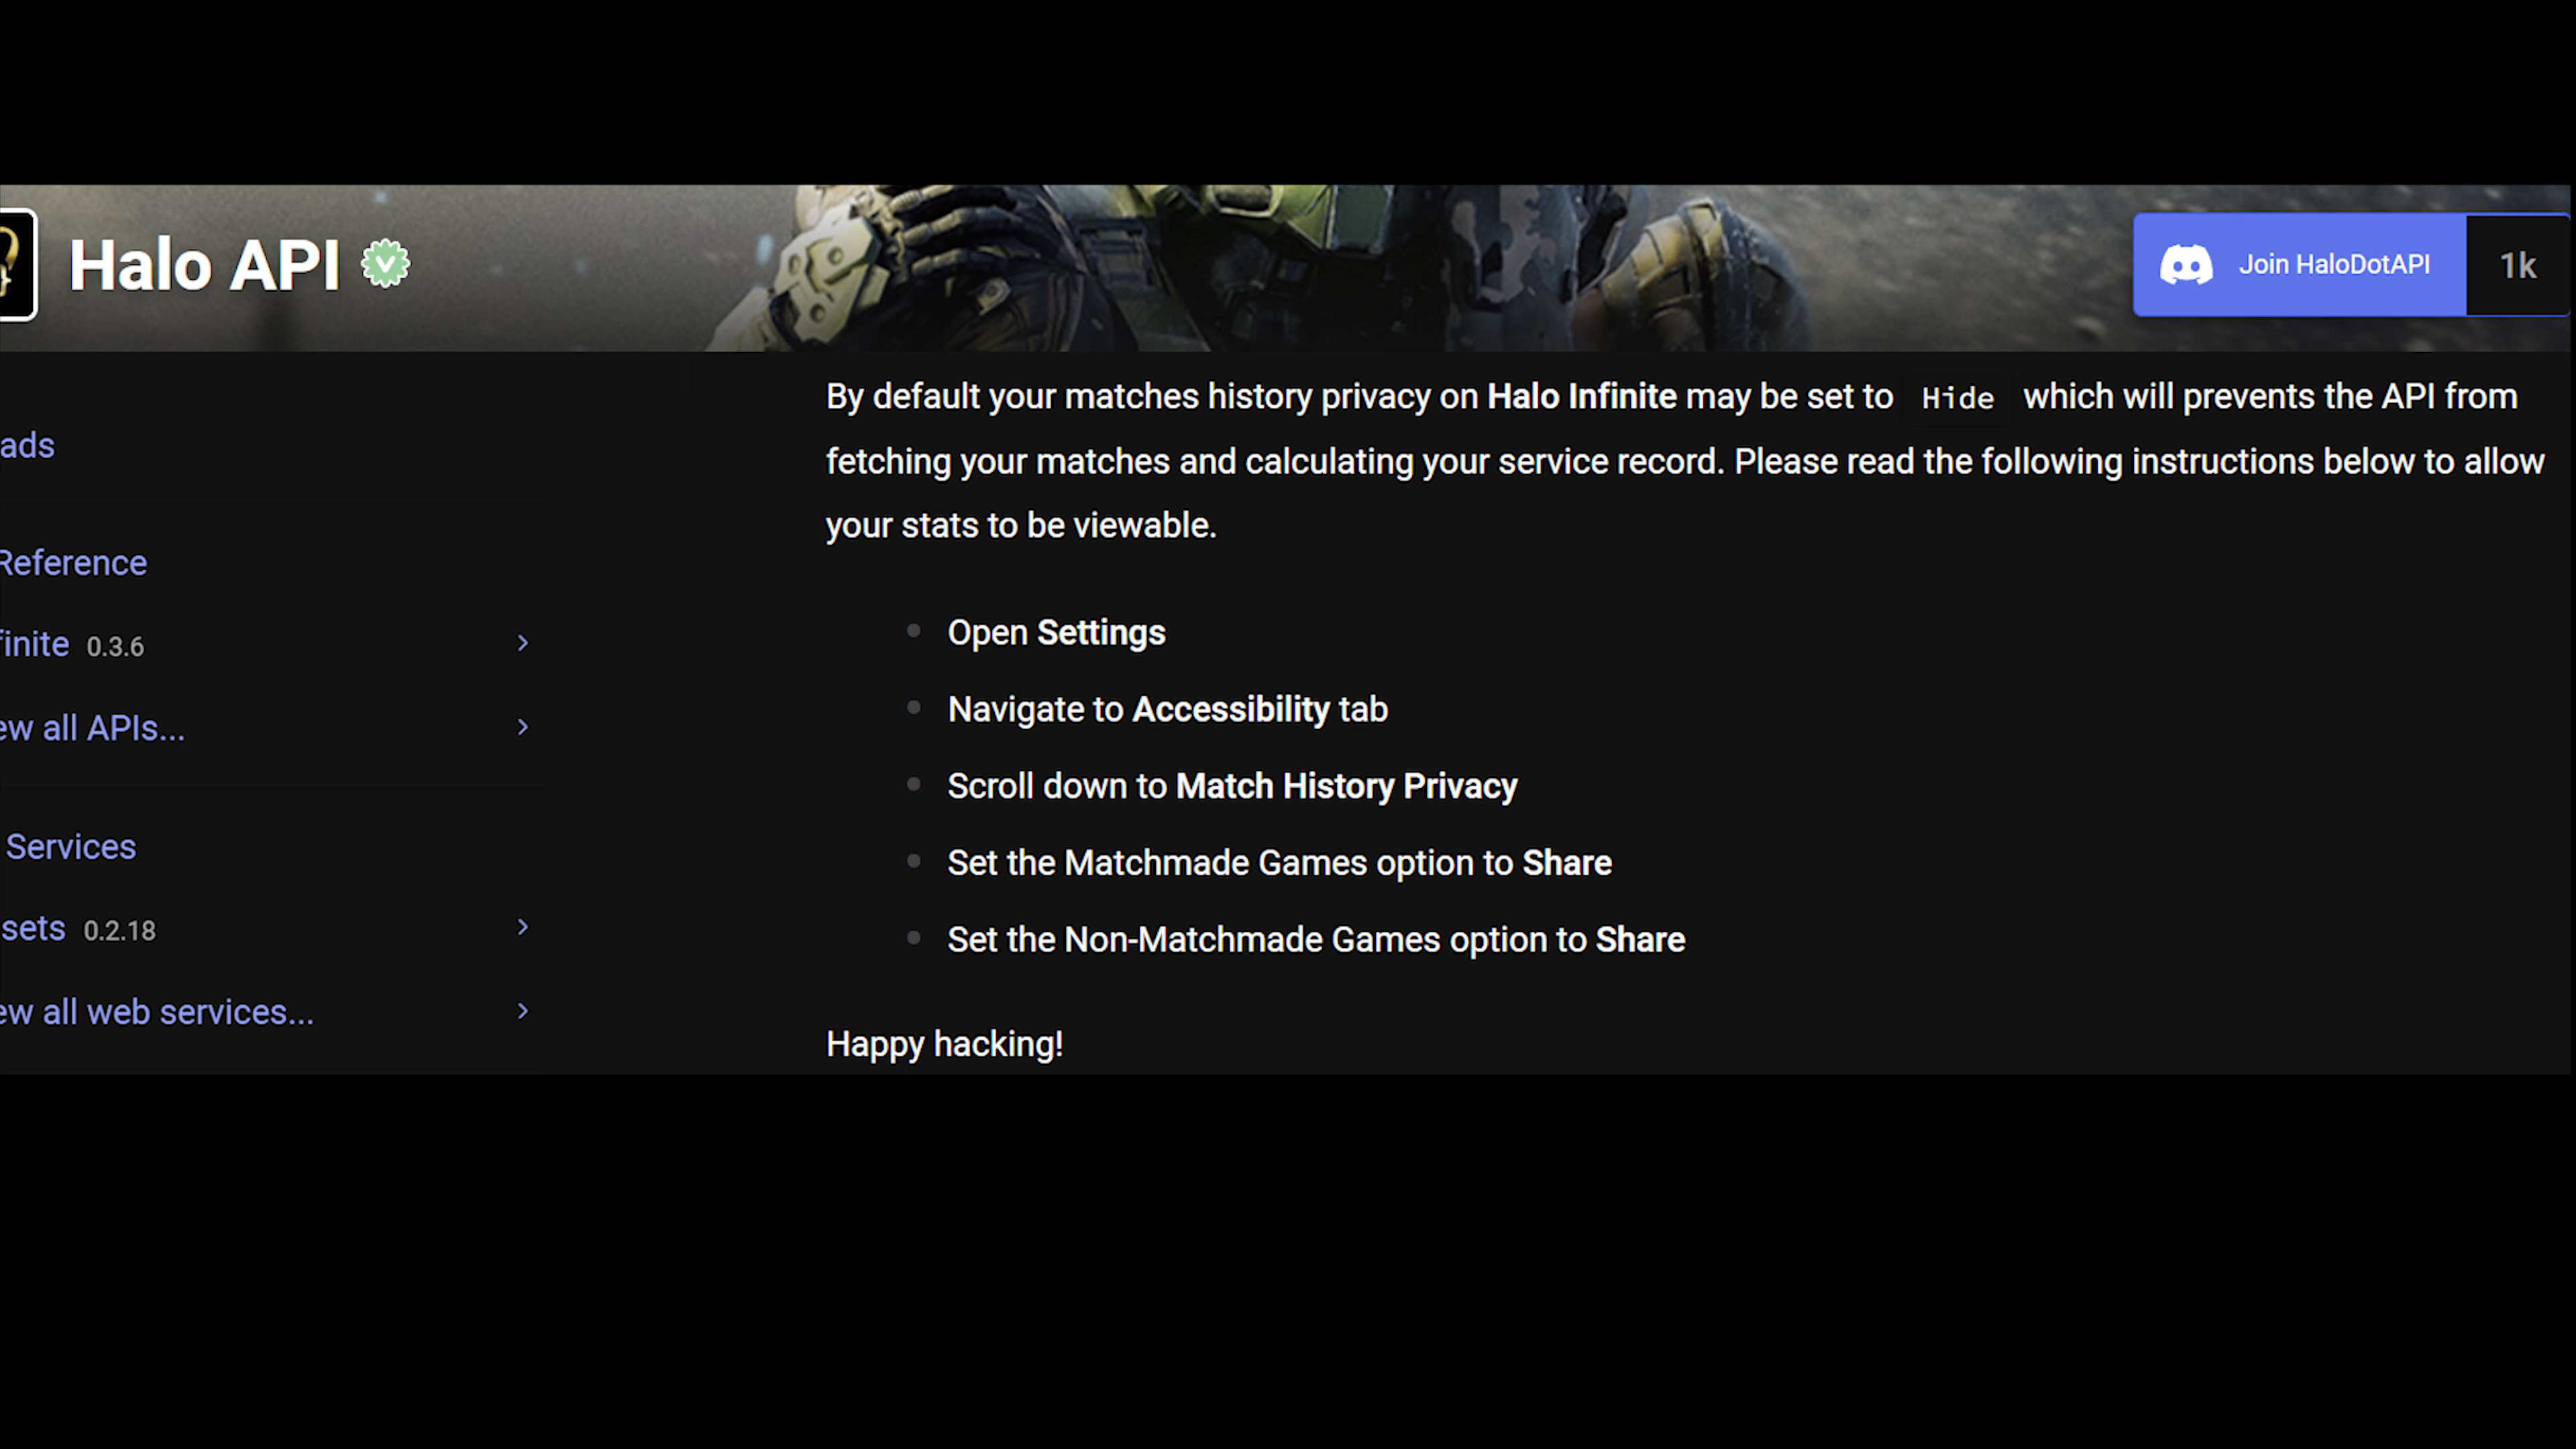 Halo API
Join HaloDotAPI 1k
ads
Reference
finite 0.3.6
ew all APIs...
Services
sets 0.2.18
ew all web services...
By default your matches history privacy on Halo Infinite may be set to Hide which will prevents the API from
fetching your matches and calculating your service record. Please read the following instructions below to allow
your stats to be viewable.
Open Settings
Navigate to Accessibility tab
Scroll down to Match History Privacy
Set the Matchmade Games option to Share
Set the Non-Matchmade Games option to Share
Happy hacking!